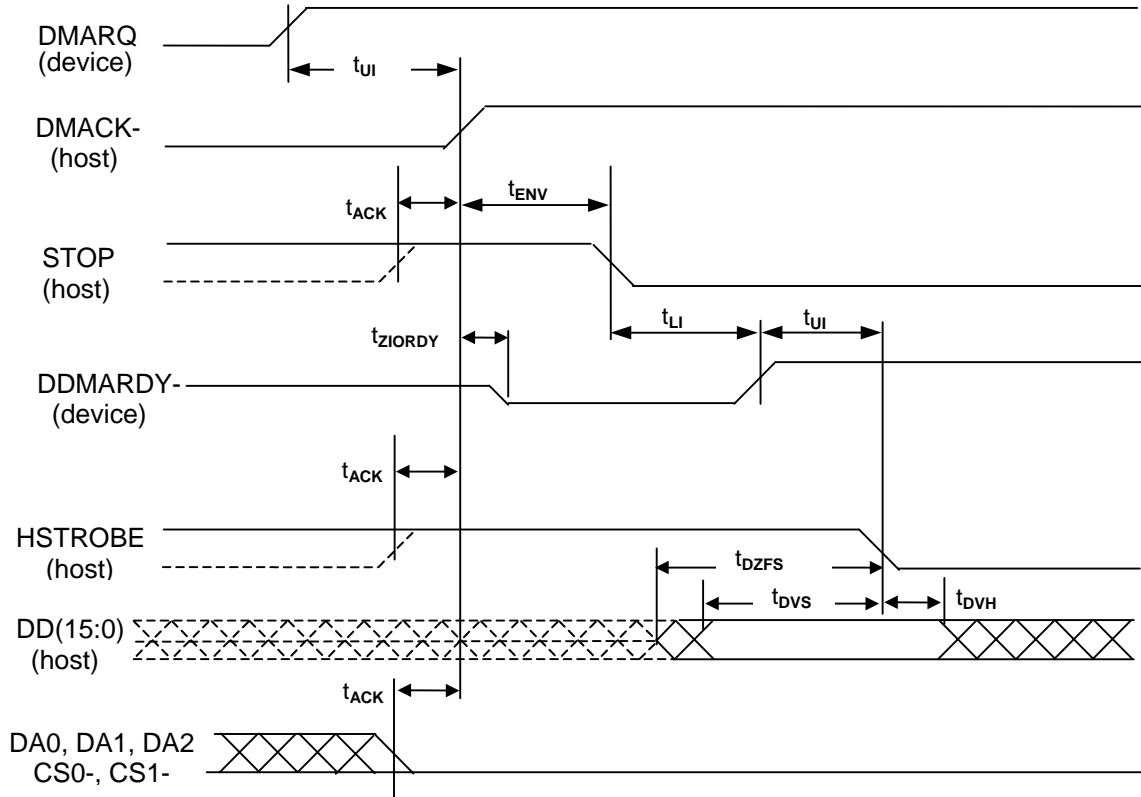 DMARQ
(device)
tUI
DMACK-
(host)
tACK
tENV
STOP
(host)
tZIORDY
tLI
tUI
DDMARDY-
(device)
tACK
HSTROBE
(host)
tDZFS
tDVS
tDVH
DD(15:0)
(host)
tACK
DA0, DA1, DA2
CS0-, CS1-